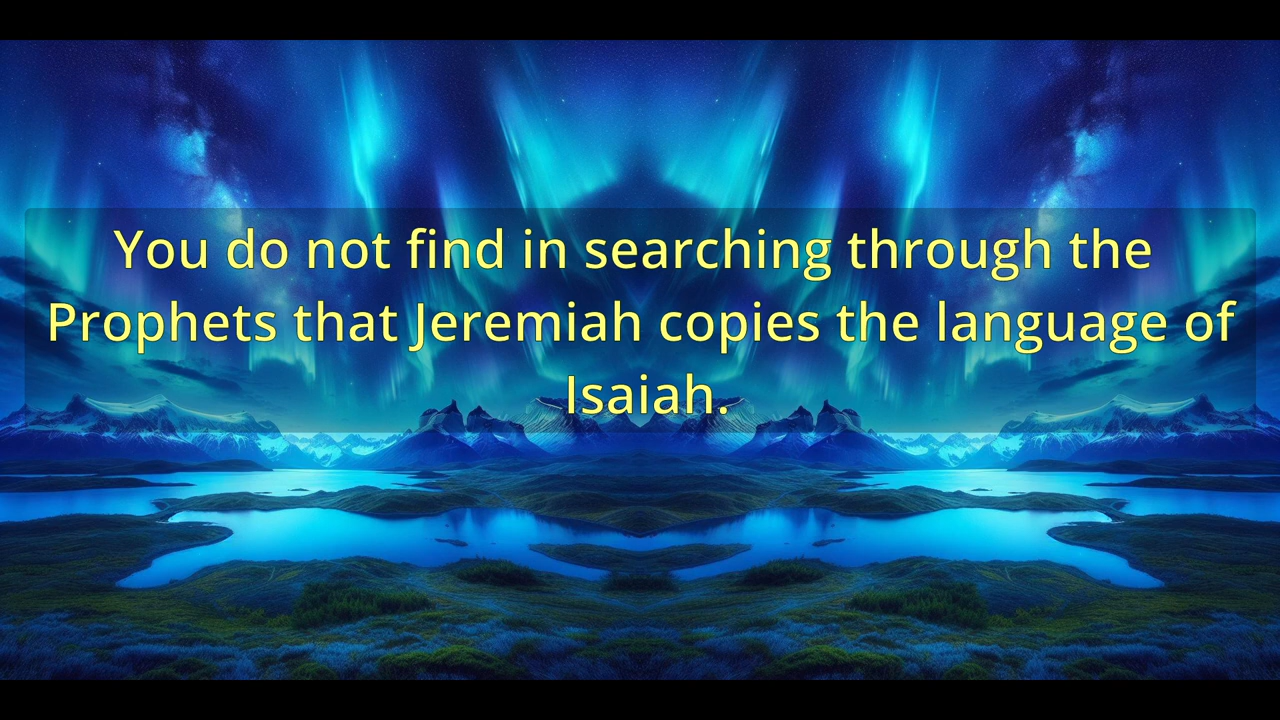 You do not find in searching through the
Prophets that Jeremiah copies the language of
Isaiah.